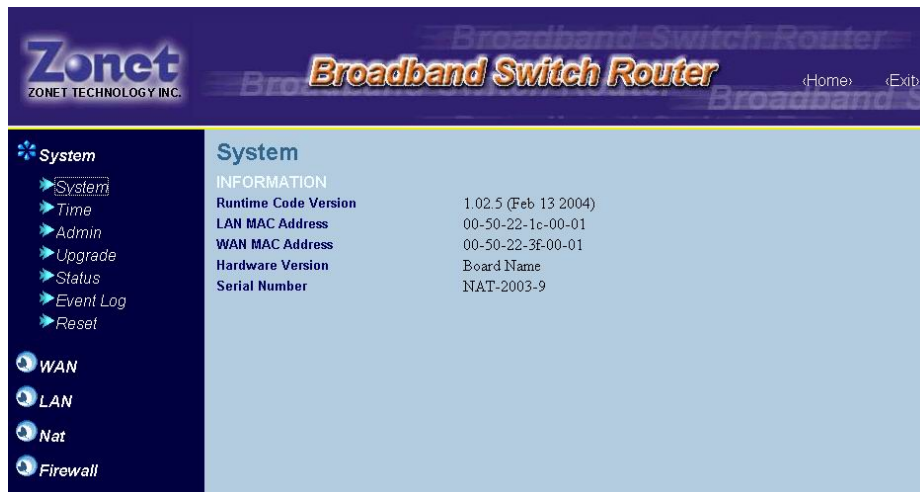 Zonet
ZONET TECHNOLOGY INC.
Broadband Switch Router
Broadband Switch Router
‹Home› ‹Exit›
System
System
Time
Admin
Upgrade
Status
Event Log
Reset
WAN
LAN
Nat
Firewall
System
INFORMATION
Runtime Code Version 1.02.5 (Feb 13 2004)
LAN MAC Address 00-50-22-1c-00-01
WAN MAC Address 00-50-22-3f-00-01
Hardware Version Board Name
Serial Number NAT-2003-9